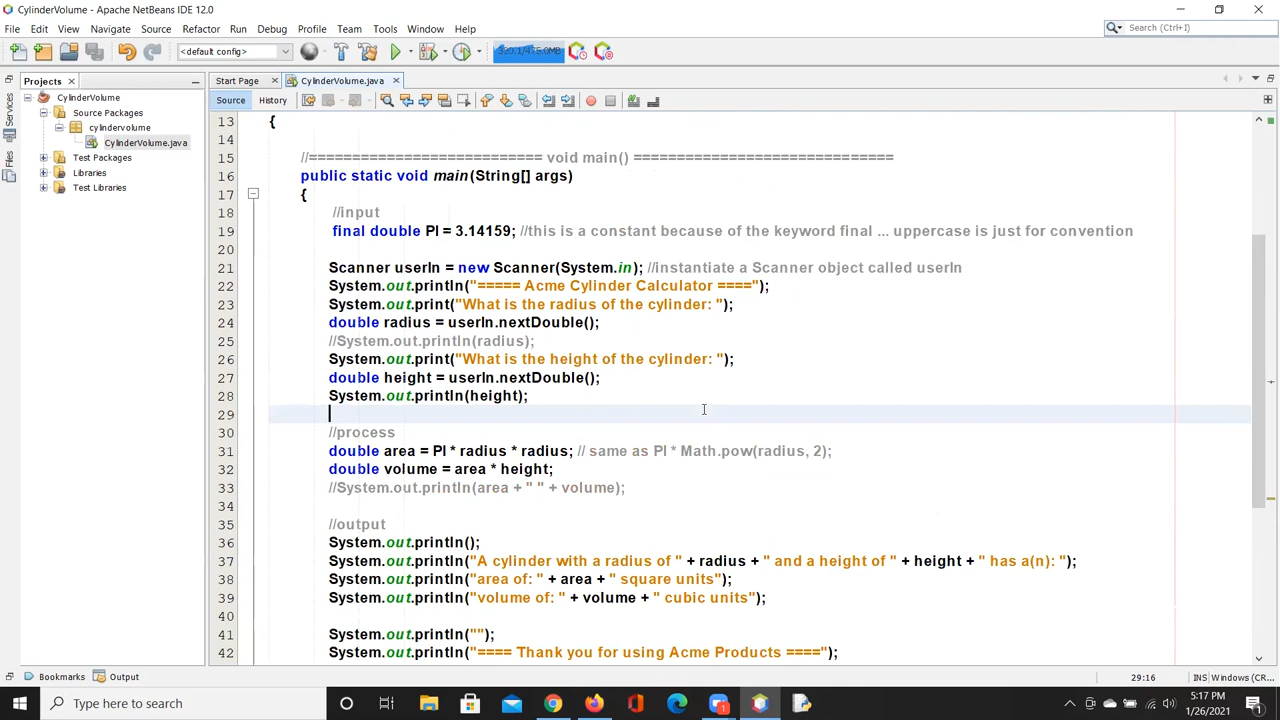 CylinderVolume - Apache NetBeans IDE 12.0
File Edit View Navigate Source Refactor Run Debug Profile Team Tools Window Help
Search (Ctrl+I)
<default config>
320.1/475.0MB
Projects
Start Page
CylinderVolume.java
Services
Files
CylinderVolume
Source Packages
cylindervolume
CylinderVolume.java
Test Packages
Libraries
Test Libraries
Source History
13 {
14
15 //=========================== void main() ==============================
16 public static void main(String[] args)
17 {
18 //input
19 final double PI = 3.14159; //this is a constant because of the keyword final ... uppercase is just for convention
20
21 Scanner userIn = new Scanner(System.in); //instantiate a Scanner object called userIn
22 System.out.println("===== Acme Cylinder Calculator ====");
23 System.out.print("What is the radius of the cylinder: ");
24 double radius = userIn.nextDouble();
25 //System.out.println(radius);
26 System.out.print("What is the height of the cylinder: ");
27 double height = userIn.nextDouble();
28 System.out.println(height);
29
30 //process
31 double area = PI * radius * radius; // same as PI * Math.pow(radius, 2);
32 double volume = area * height;
33 //System.out.println(area + " " + volume);
34
35 //output
36 System.out.println();
37 System.out.println("A cylinder with a radius of " + radius + " and a height of " + height + " has a(n): ");
38 System.out.println("area of: " + area + " square units");
39 System.out.println("volume of: " + volume + " cubic units");
40
41 System.out.println("");
42 System.out.println("==== Thank you for using Acme Products ====");
Bookmarks Output
29:16 INS Windows (CR...
Type here to search
1
5:17 PM
1/26/2021
1